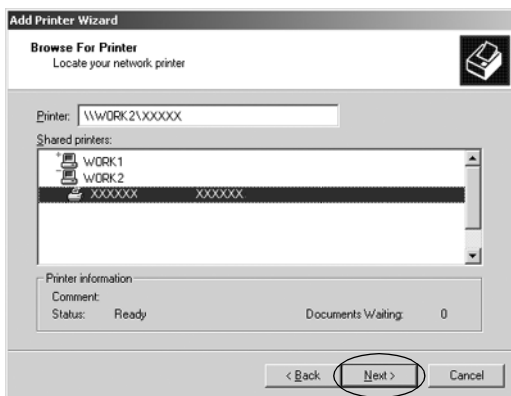 Add Printer Wizard
Browse For Printer
Locate your network printer
Printer: \\WORK2\XXXXX
Shared printers:
WORK1
WORK2
XXXXXX XXXXXX
Printer information
Comment:
Status: Ready Documents Waiting: 0
< Back Next > Cancel